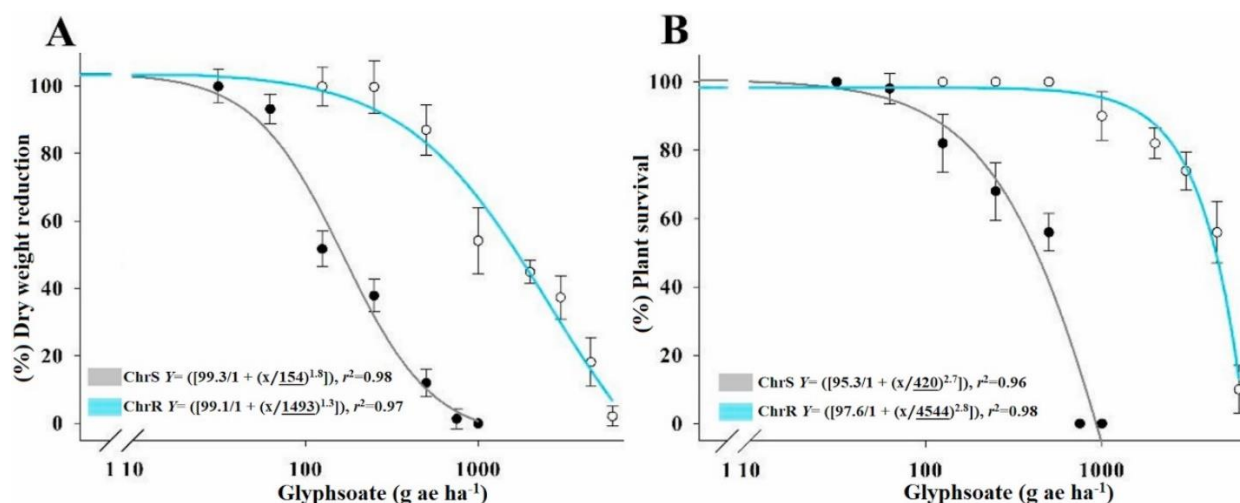 A
(%) Dry weight reduction
100
80
60
40
20
0
ChrS Y= ([99.3/1 + (x/154)1.8]), r2=0.98
ChrR Y= ([99.1/1 + (x/1493)1.3]), r2=0.97
1 10 100 1000
Glyphsoate (g ae ha-1)
B
(%) Plant survival
100
80
60
40
20
0
ChrS Y= ([95.3/1 + (x/420)2.7]), r2=0.96
ChrR Y= ([97.6/1 + (x/4544)2.8]), r2=0.98
1 10 100 1000
Glyphsoate (g ae ha-1)